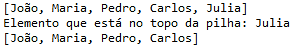 [João, Maria, Pedro, Carlos, Julia]
Elemento que está no topo da pilha: Julia
[João, Maria, Pedro, Carlos]